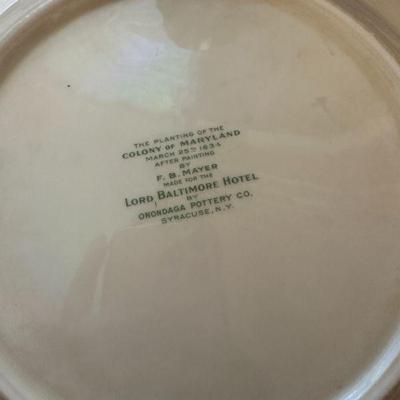 THE PLANTING OF THE
COLONY OF MARYLAND
MARCH 25TH 1634
AFTER PAINTING
BY
F. B. MAYER
MADE FOR THE
LORD BALTIMORE HOTEL
BY
ONONDAGA POTTERY CO.
SYRACUSE, N.Y.